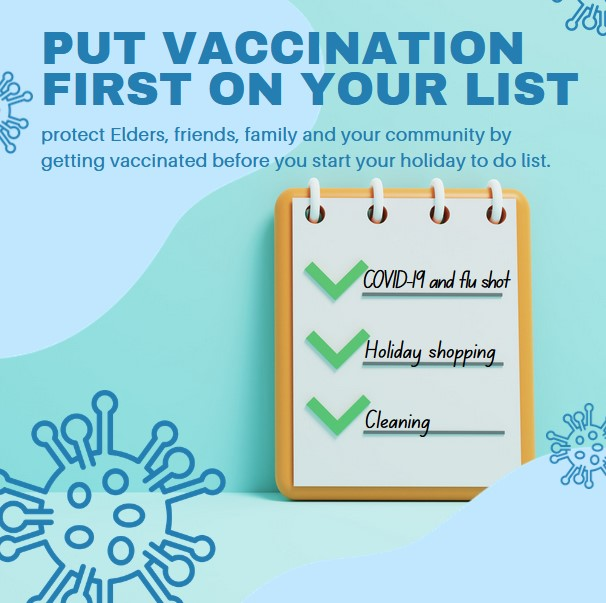 PUT VACCINATION
FIRST ON YOUR LIST
protect Elders, friends, family and your community by
getting vaccinated before you start your holiday to do list.
COVID-19 and flu shot
Holiday shopping
Cleaning